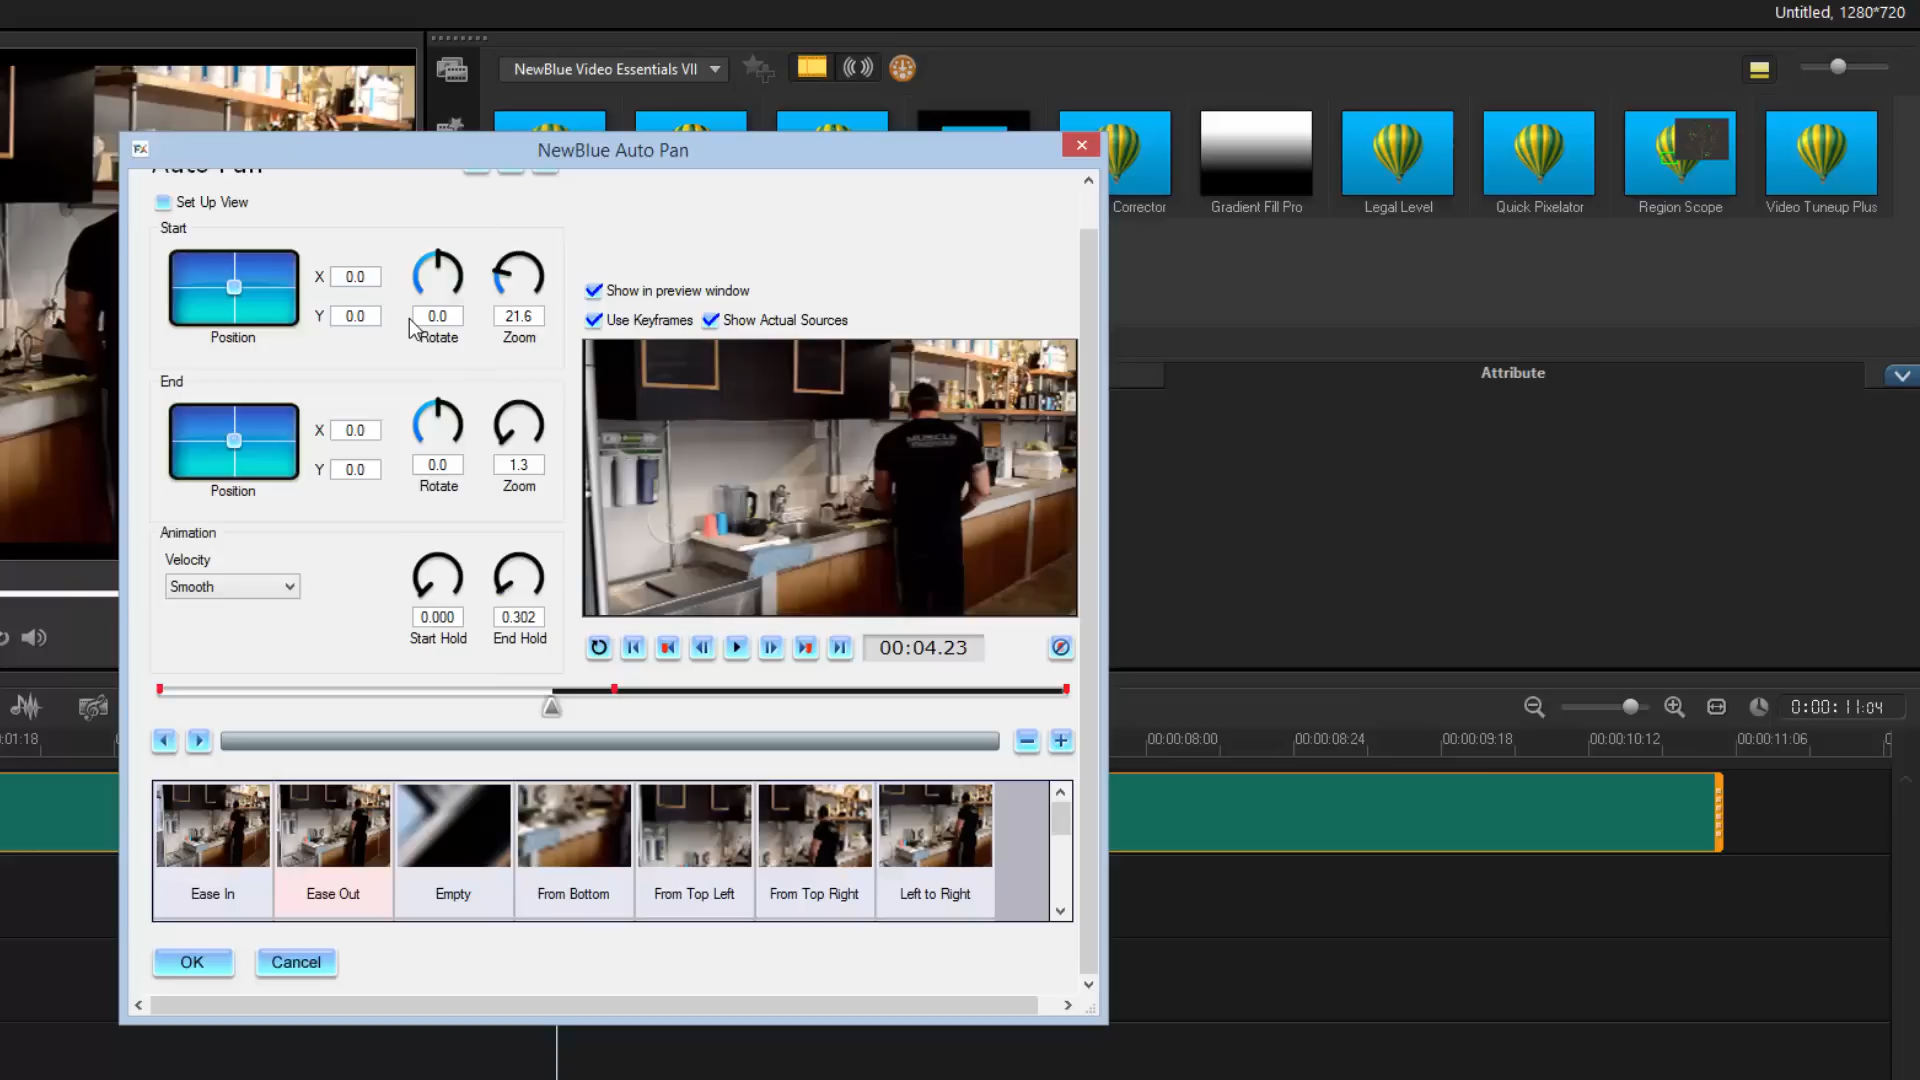 Untitled, 1280*720
NewBlue Video Essentials VII
FX
NewBlue Auto Pan
Auto Pan
Set Up View
Start
X 0.0
Y 0.0
0.0
21.6
Position
Rotate
Zoom
Show in preview window
Use Keyframes
Show Actual Sources
End
X 0.0
Y 0.0
0.0
1.3
Position
Rotate
Zoom
Animation
Velocity
Smooth
0.000
0.302
Start Hold
End Hold
MUSCLE
00:04.23
Ease In
Ease Out
Empty
From Bottom
From Top Left
From Top Right
Left to Right
OK
Cancel
Corrector
Gradient Fill Pro
Legal Level
Quick Pixelator
Region Scope
Video Tuneup Plus
Attribute
0:00:11:04
:01:18
00:00:08:00
00:00:08:24
00:00:09:18
00:00:10:12
00:00:11:06